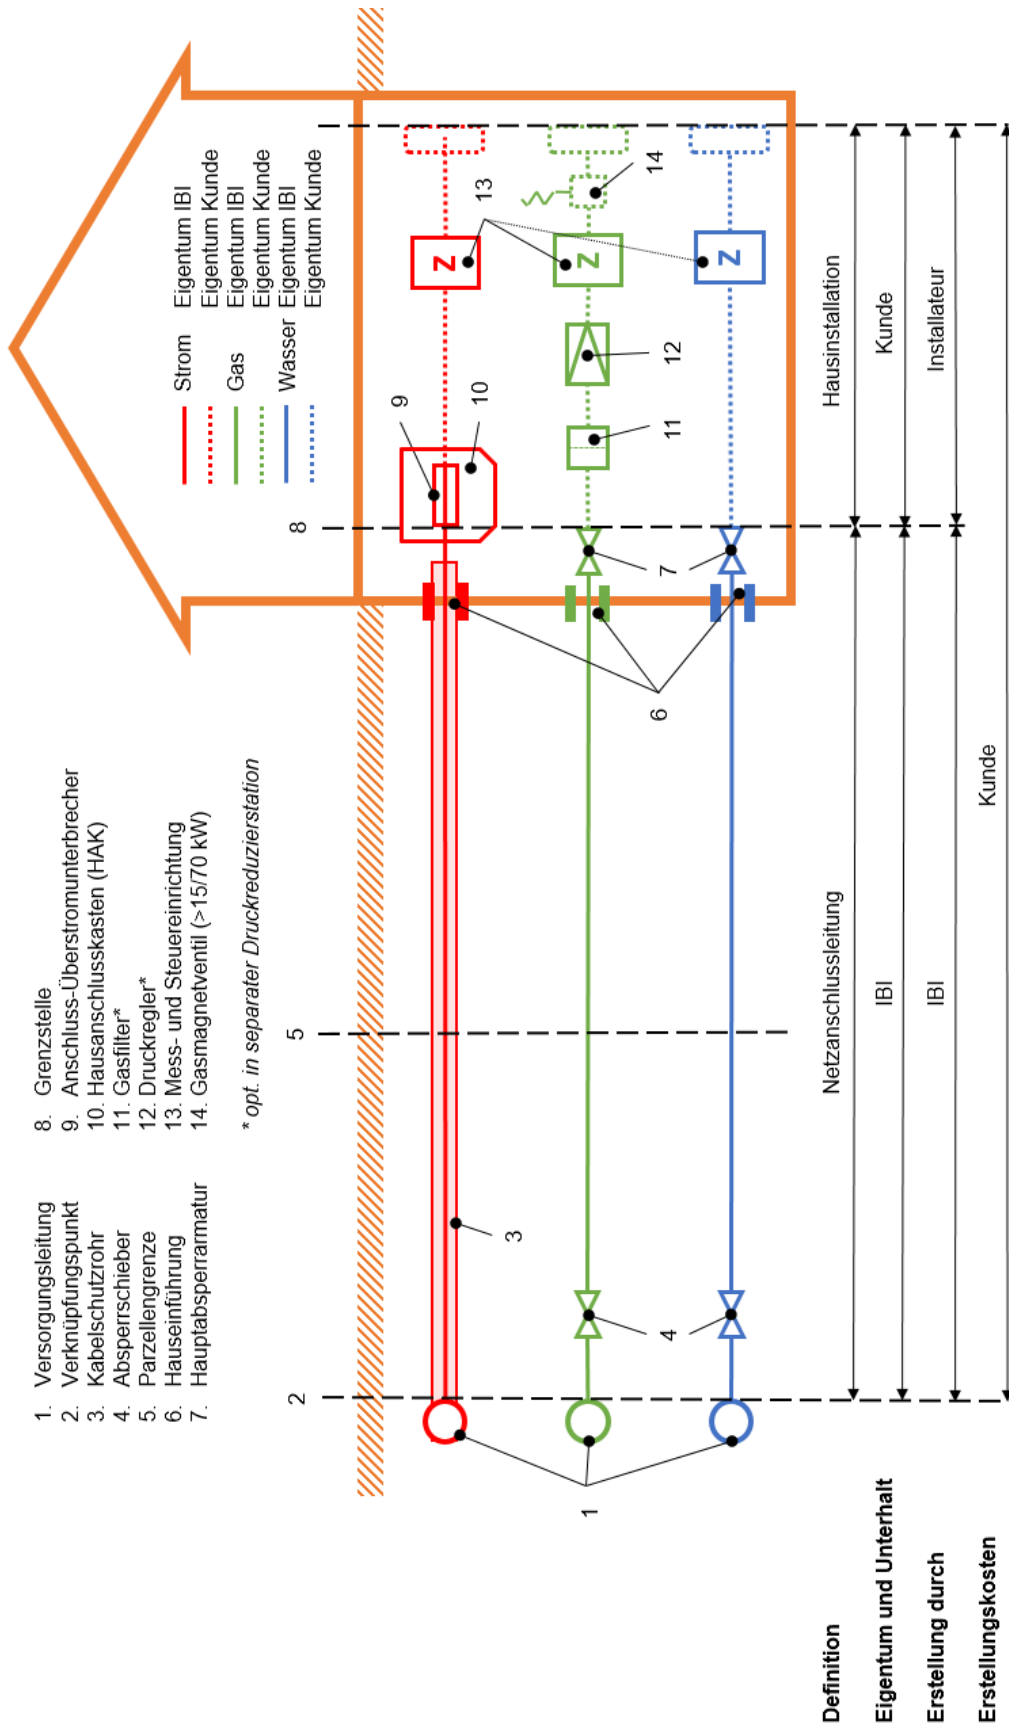 1. Versorgungsleitung
2. Verknüpfungspunkt
3. Kabelschutzrohr
4. Absperrschieber
5. Parzellengrenze
6. Hauseinführung
7. Hauptabsperrarmatur
8. Grenzstelle
9. Anschluss-Überstromunterbrecher
10. Hausanschlusskasten (HAK)
11. Gasfilter*
12. Druckregler*
13. Mess- und Steuereinrichtung
14. Gasmagnetventil (>15/70 kW)
* opt. in separater Druckreduzierstation
Strom Eigentum IBI
Eigentum Kunde
Gas Eigentum IBI
Eigentum Kunde
Wasser Eigentum IBI
Eigentum Kunde
2
5
8
9
10
3
Z
13
1
4
6
7
11
12
Z
14
Z
Definition
Netzanschlussleitung
Hausinstallation
Eigentum und Unterhalt
IBI
Kunde
Erstellung durch
IBI
Installateur
Erstellungskosten
Kunde